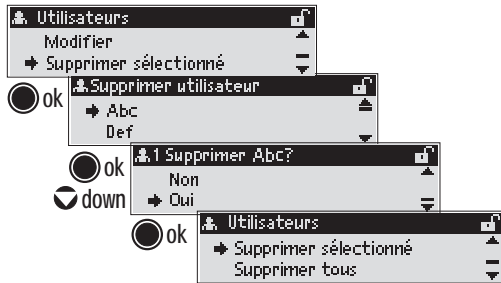 Utilisateurs
Modifier
Supprimer sélectionné
ok
Supprimer utilisateur
Abc
Def
ok
down
1 Supprimer Abc?
Non
Oui
ok
Utilisateurs
Supprimer sélectionné
Supprimer tous